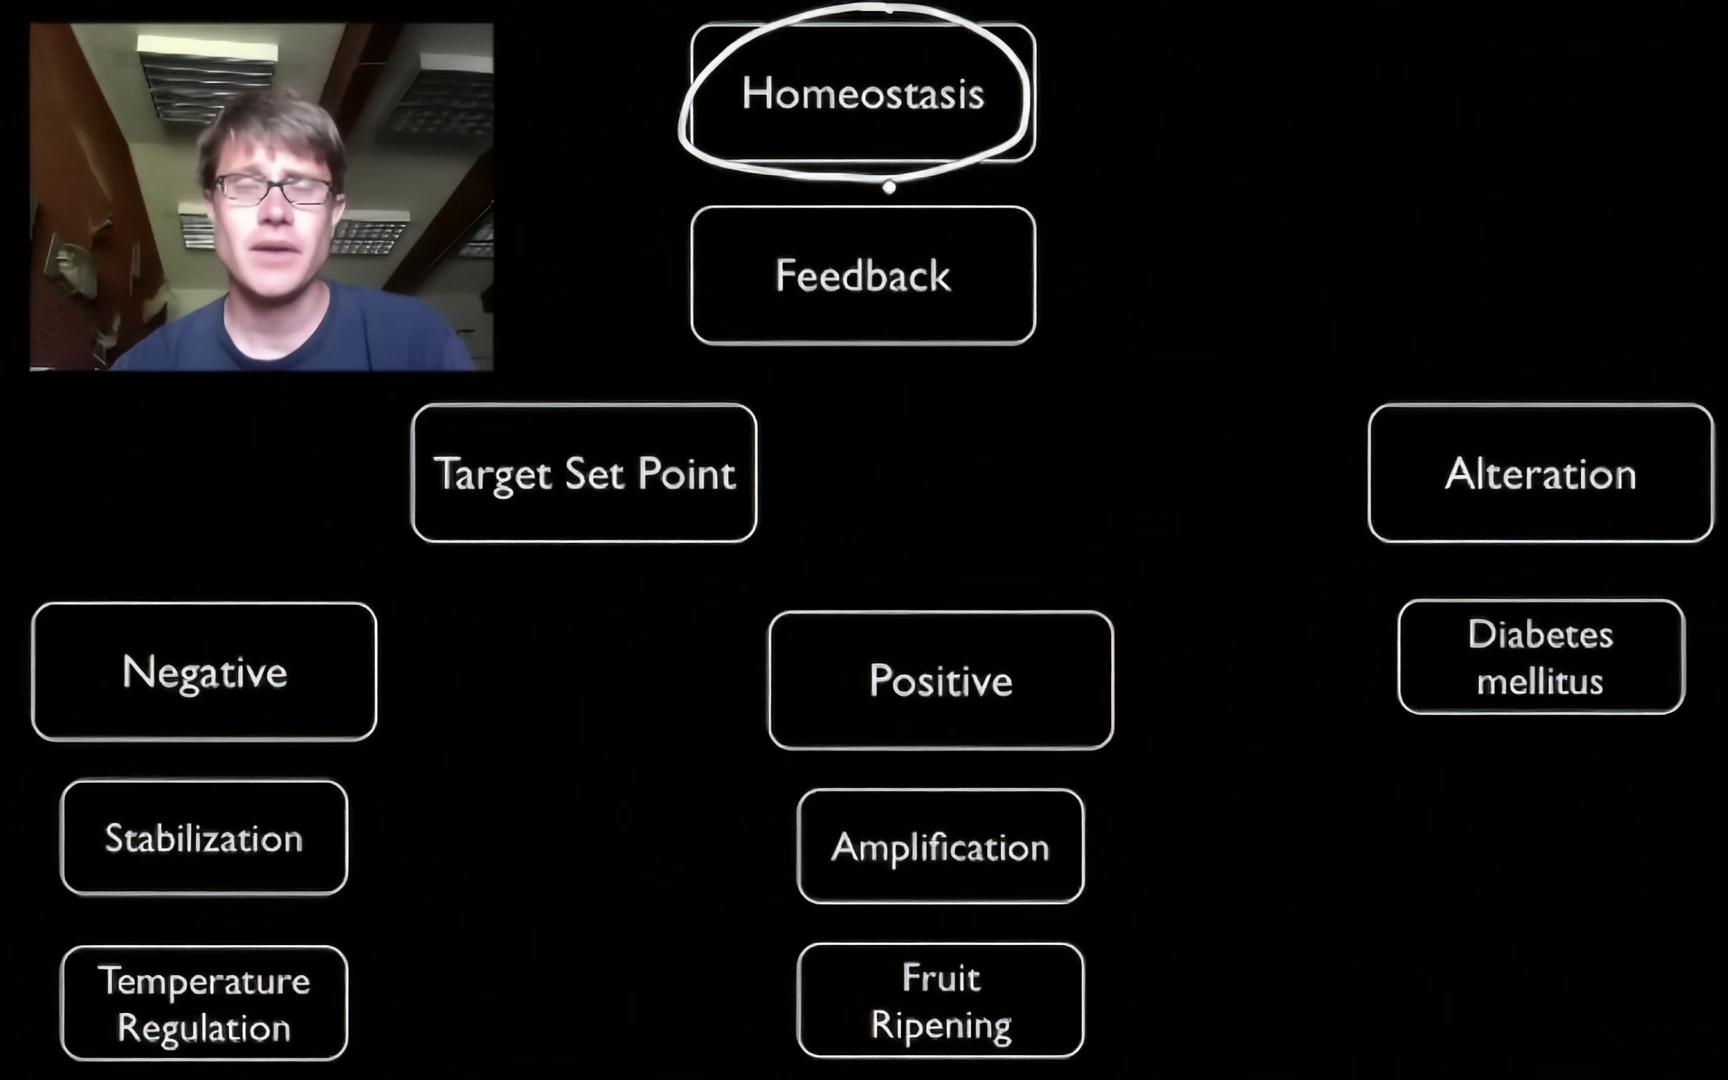 Homeostasis
Feedback
Target Set Point
Alteration
Negative
Positive
Diabetes
mellitus
Stabilization
Amplification
Temperature
Regulation
Fruit
Ripening